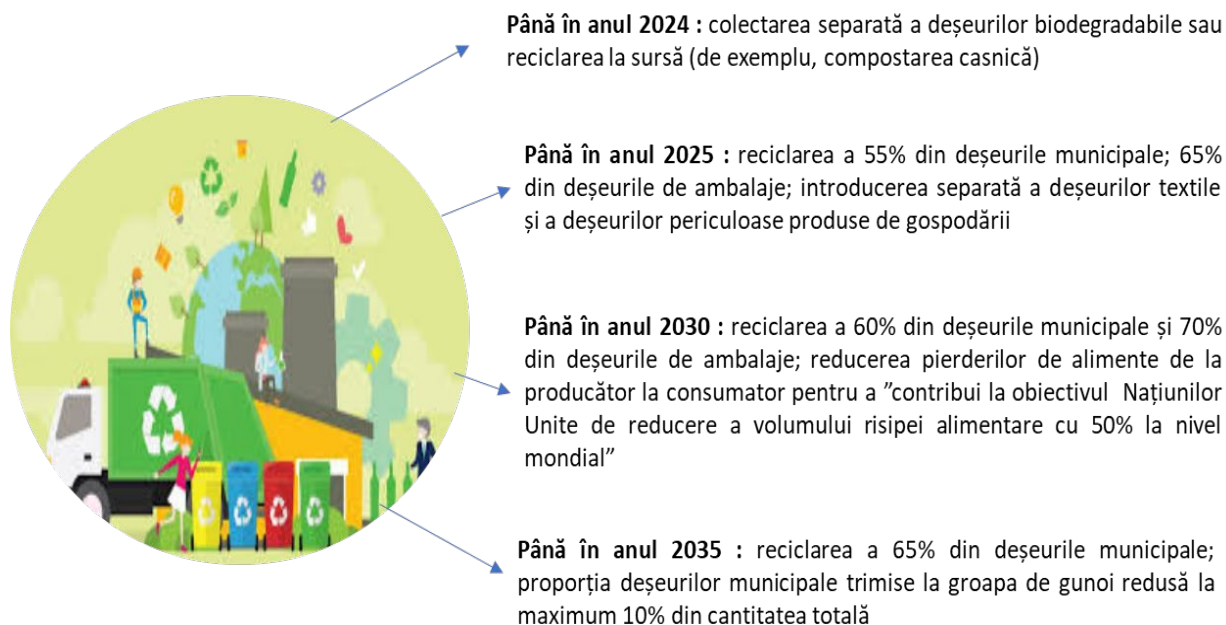 Până în anul 2024 : colectarea separată a deșeurilor biodegradabile sau
reciclarea la sursă (de exemplu, compostarea casnică)
Până în anul 2025 : reciclarea a 55% din deșeurile municipale; 65%
din deșeurile de ambalaje; introducerea separată a deșeurilor textile
și a deșeurilor periculoase produse de gospodării
Până în anul 2030 : reciclarea a 60% din deșeurile municipale și 70%
din deșeurile de ambalaje; reducerea pierderilor de alimente de la
producător la consumator pentru a ”contribui la obiectivul Națiunilor
Unite de reducere a volumului risipei alimentare cu 50% la nivel
mondial”
Până în anul 2035 : reciclarea a 65% din deșeurile municipale;
proporția deșeurilor municipale trimise la groapa de gunoi redusă la
maximum 10% din cantitatea totală